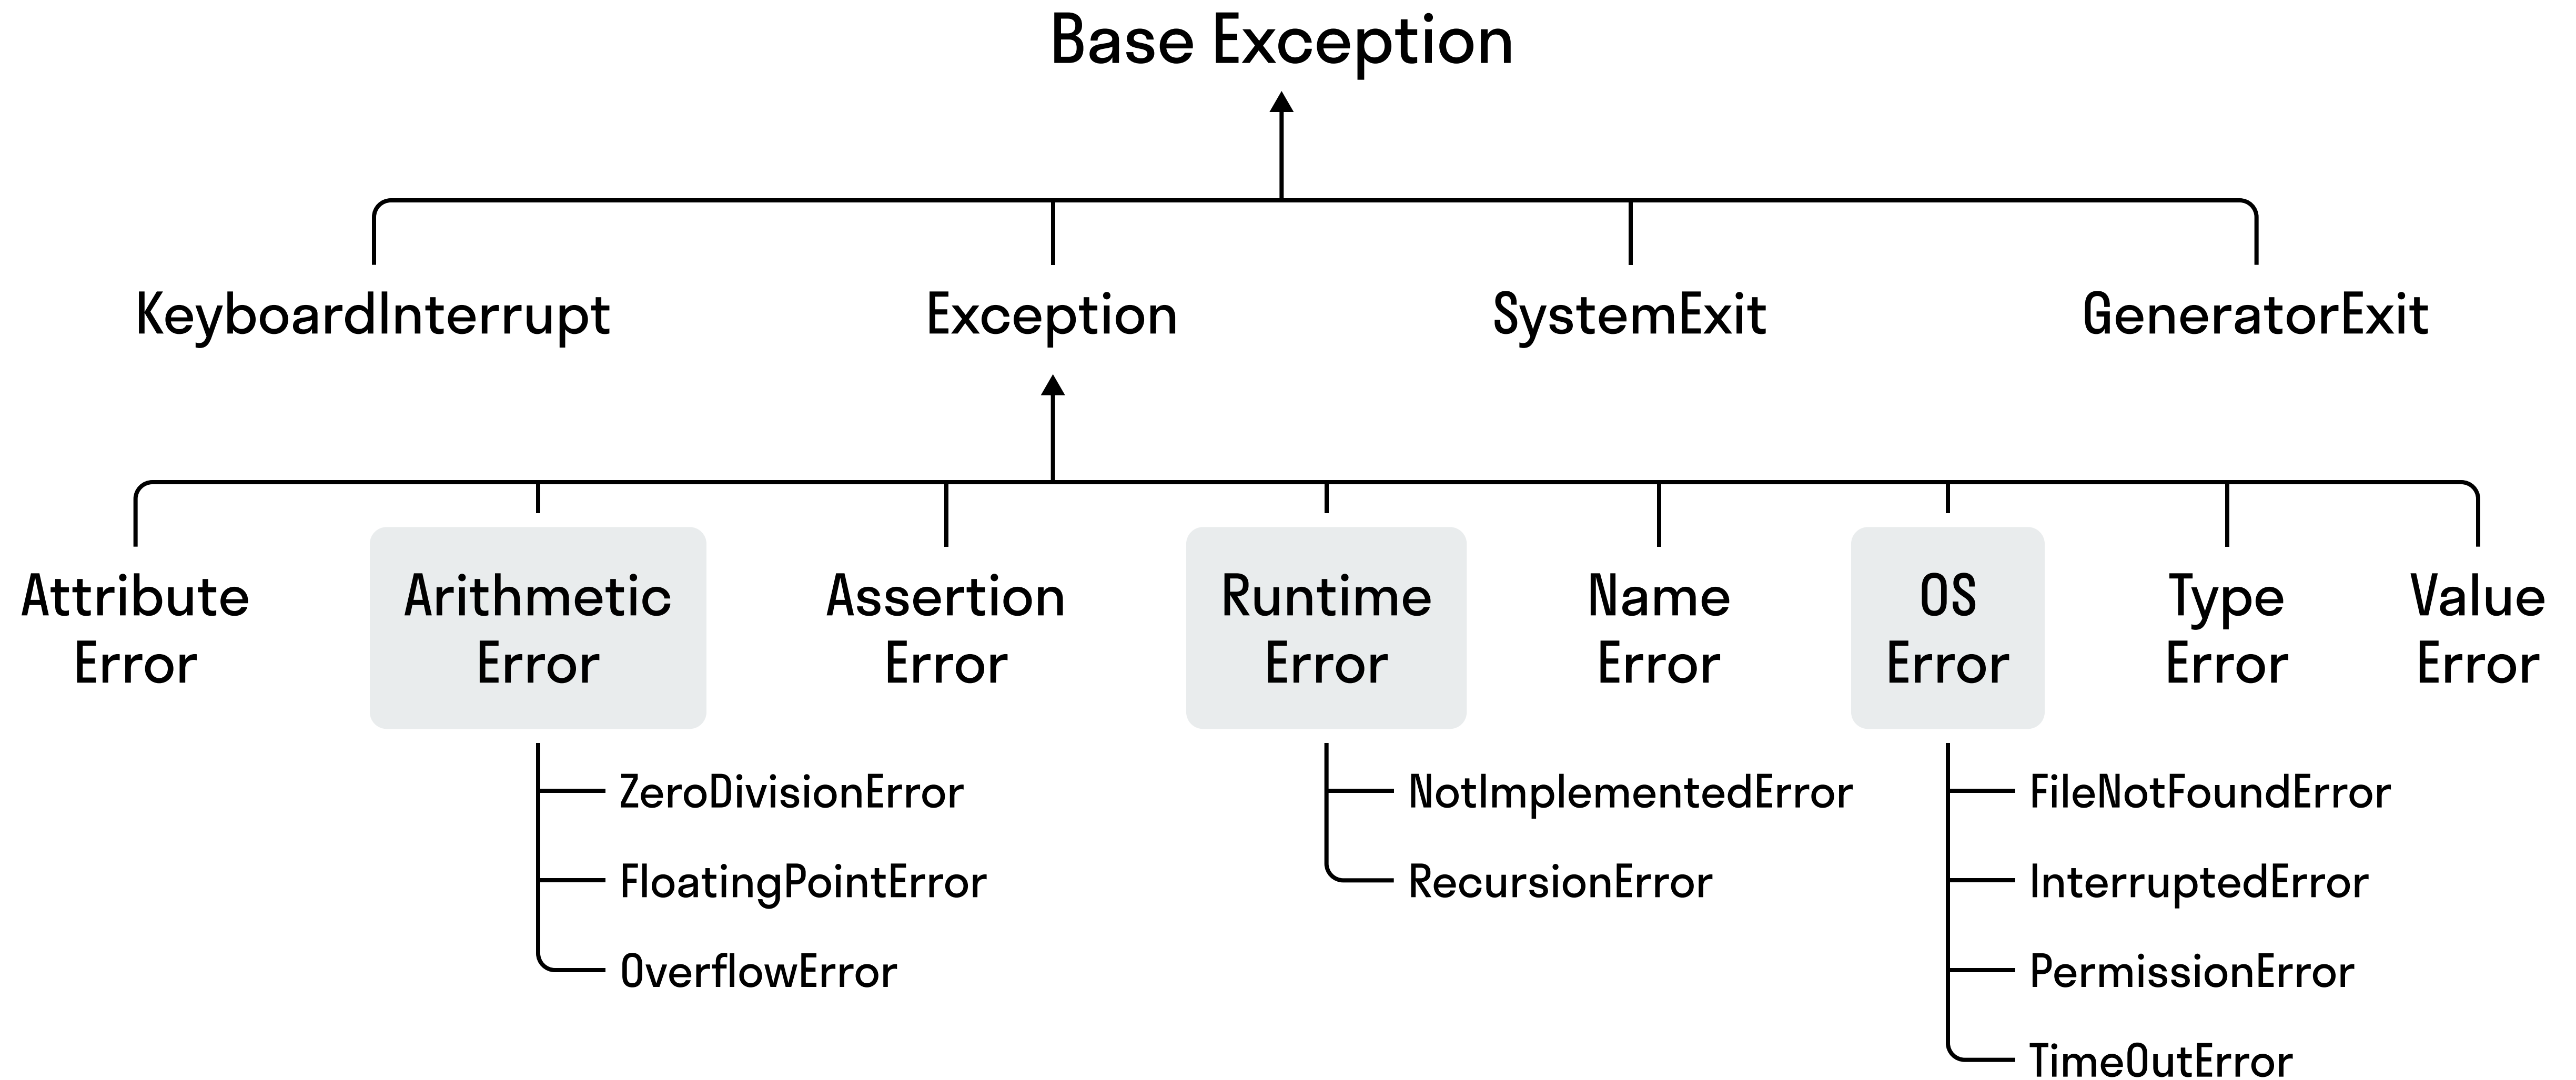 Base Exception
KeyboardInterrupt
Exception
SystemExit
GeneratorExit
Attribute
Error
Arithmetic
Error
Assertion
Error
Runtime
Error
Name
Error
OS
Error
Type
Error
Value
Error
ZeroDivisionError
FloatingPointError
OverflowError
NotImplementedError
RecursionError
FileNotFoundError
InterruptedError
PermissionError
TimeOutError